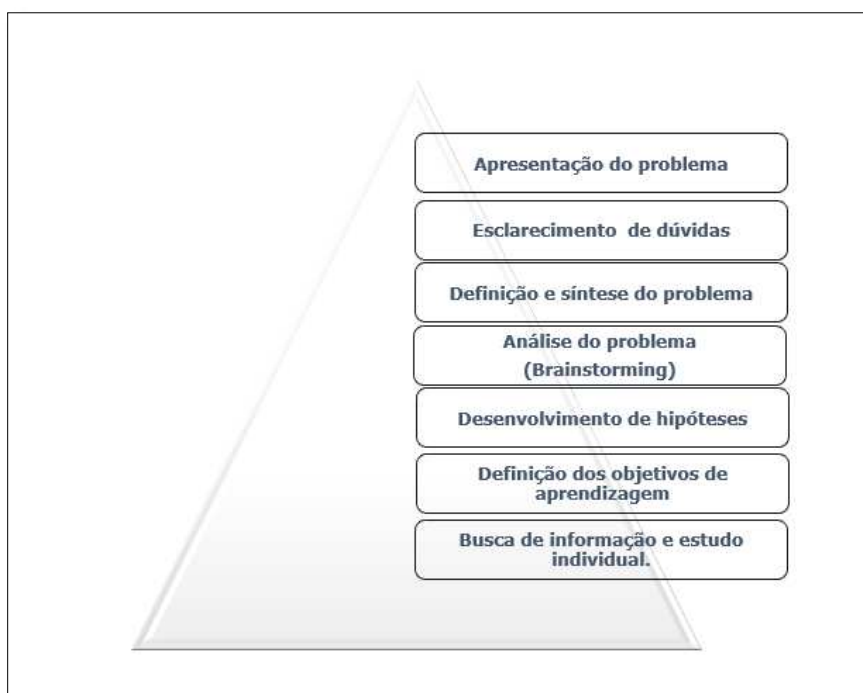 Apresentação do problema
Esclarecimento de dúvidas
Definição e síntese do problema
Análise do problema
(Brainstorming)
Desenvolvimento de hipóteses
Definição dos objetivos de
aprendizagem
Busca de informação e estudo
individual.